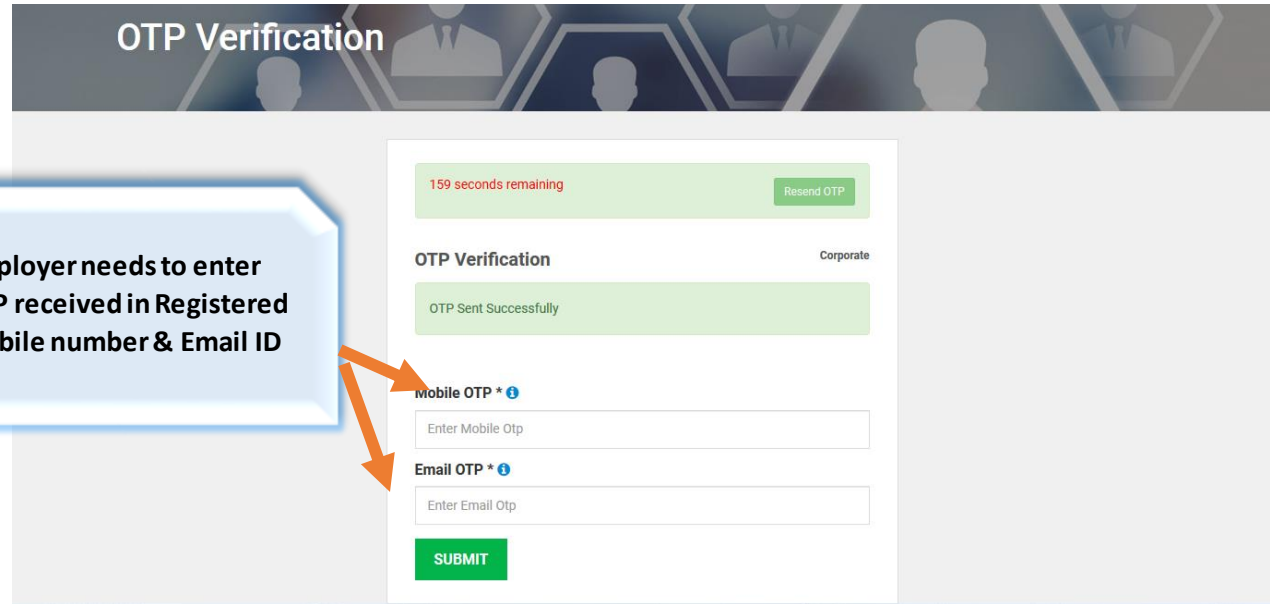 OTP Verification
159 seconds remaining
Resend OTP
OTP Verification
Corporate
OTP Sent Successfully
ployer needs to enter
P received in Registered
bile number & Email ID
Mobile OTP *
Enter Mobile Otp
Email OTP *
Enter Email Otp
SUBMIT